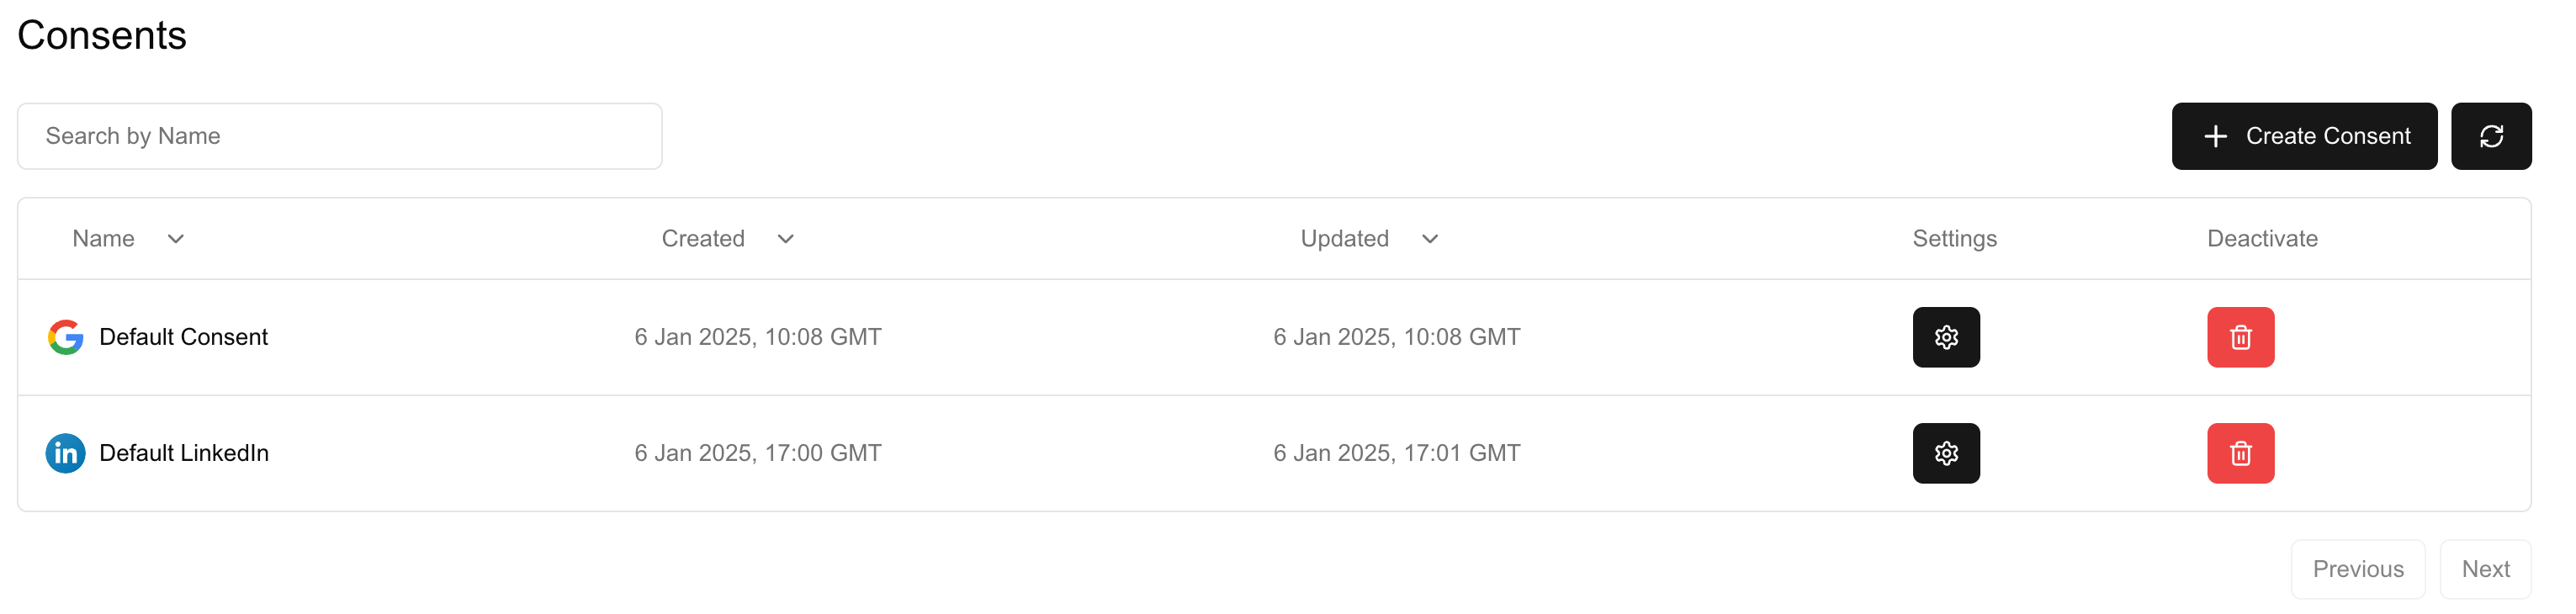 Consents
Search by Name
Create Consent
Name Created Updated Settings Deactivate
Default Consent 6 Jan 2025, 10:08 GMT 6 Jan 2025, 10:08 GMT
in Default LinkedIn 6 Jan 2025, 17:00 GMT 6 Jan 2025, 17:01 GMT
Previous Next